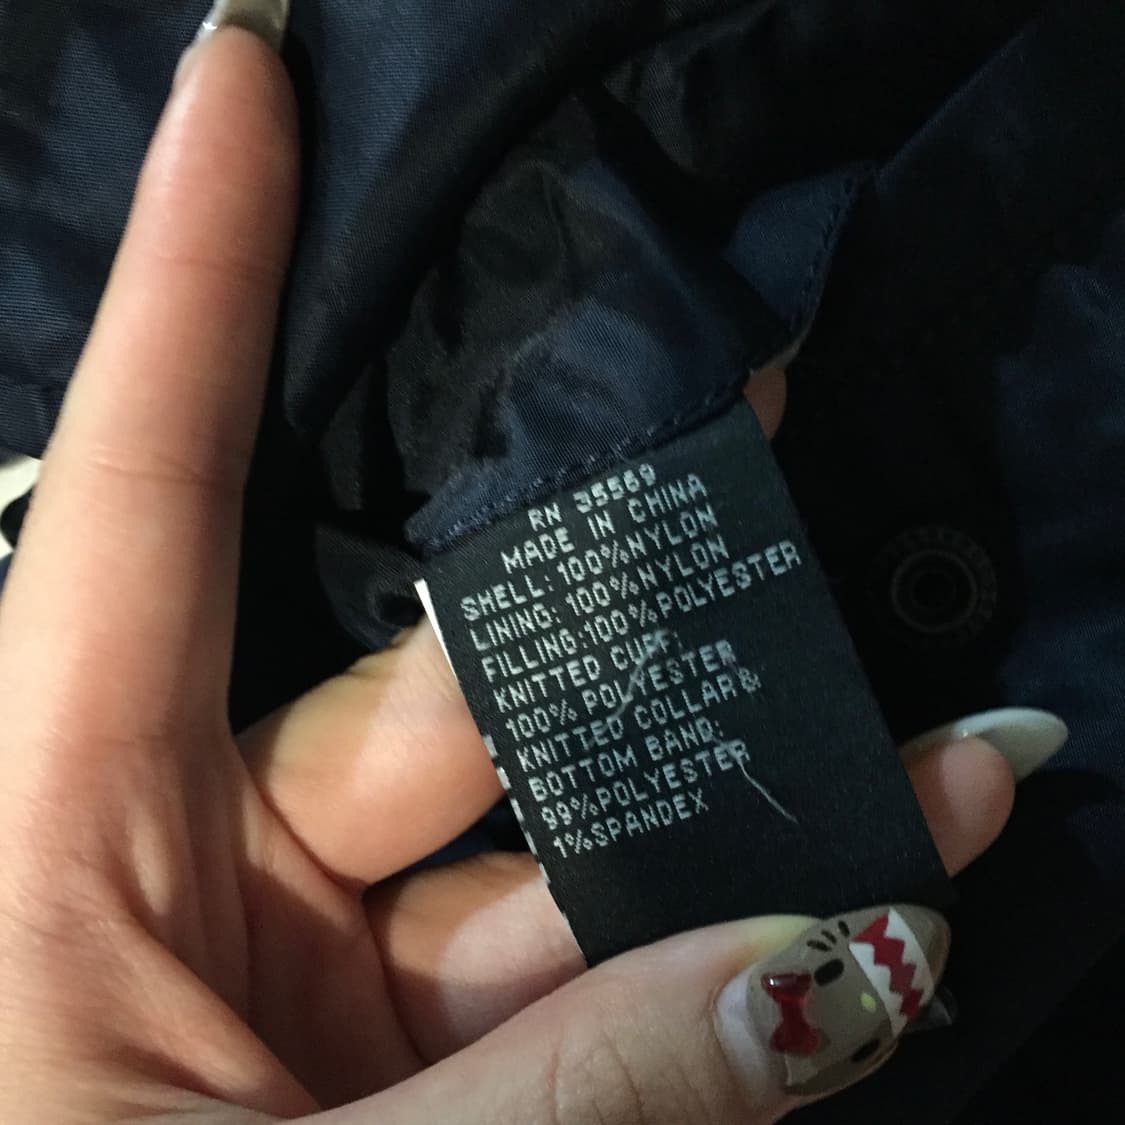 RN 35569
MADE IN CHINA
SHELL: 100%NYLON
LINING: 100%NYLON
FILLING:100%POLYESTER
KNITTED CUFF
100% POLYESTER
KNITTED COLLAR&
BOTTOM BAND:
99%POLYESTER
1%SPANDEX